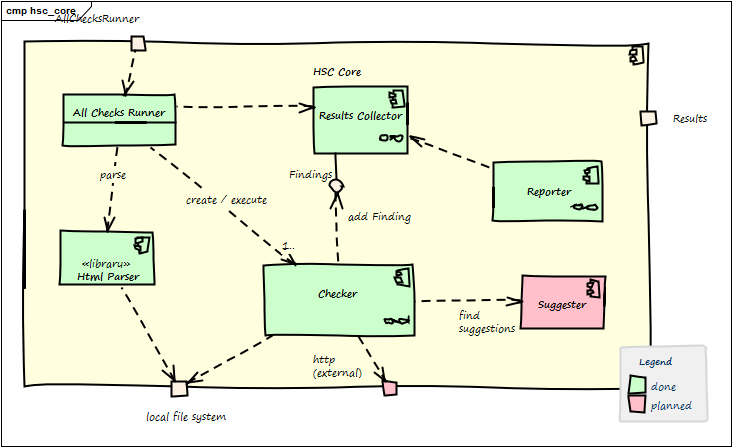 cmp hsc_core
AllChecksRunner
HSC Core
All Checks Runner
Results Collector
Results
parse
Findings
Reporter
create / execute
add Finding
1..
«library»
Html Parser
Checker
Suggester
find
suggestions
http
(external)
local file system
Legend
done
planned